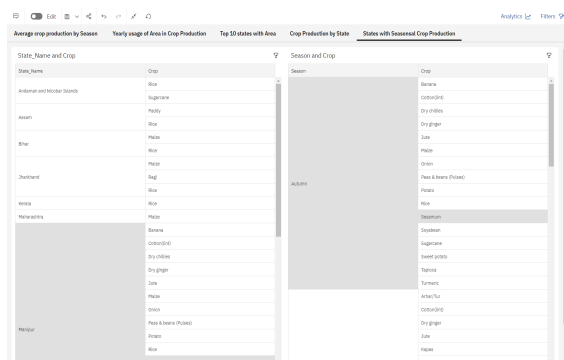 Edit
Analytics
Filters
Average crop production by Season
Yearly usage of Area in Crop Production
Top 10 states with Area
Crop Production by State
States with Seasonsal Crop Production
State_Name and Crop
State_Name
Crop
Andaman and Nicobar Islands
Rice
Sugarcane
Assam
Paddy
Rice
Bihar
Maize
Rice
Jharkhand
Maize
Ragi
Rice
Kerala
Rice
Maharashtra
Maize
Manipur
Banana
Cotton(lint)
Dry chillies
Dry ginger
Jute
Maize
Onion
Peas & beans (Pulses)
Potato
Rice
Season and Crop
Season
Crop
Autumn
Banana
Cotton(lint)
Dry chillies
Dry ginger
Jute
Maize
Onion
Peas & beans (Pulses)
Potato
Rice
Sesamum
Soyabean
Sugarcane
Sweet potato
Tapioca
Turmeric
Arhar/Tur
Cotton(lint)
Dry ginger
Jute
Kapas